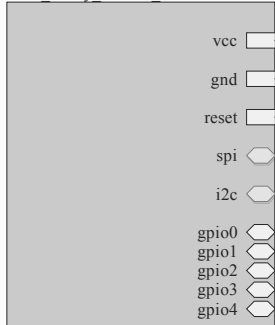 vcc
gnd
reset
spi
i2c
gpio0
gpio1
gpio2
gpio3
gpio4